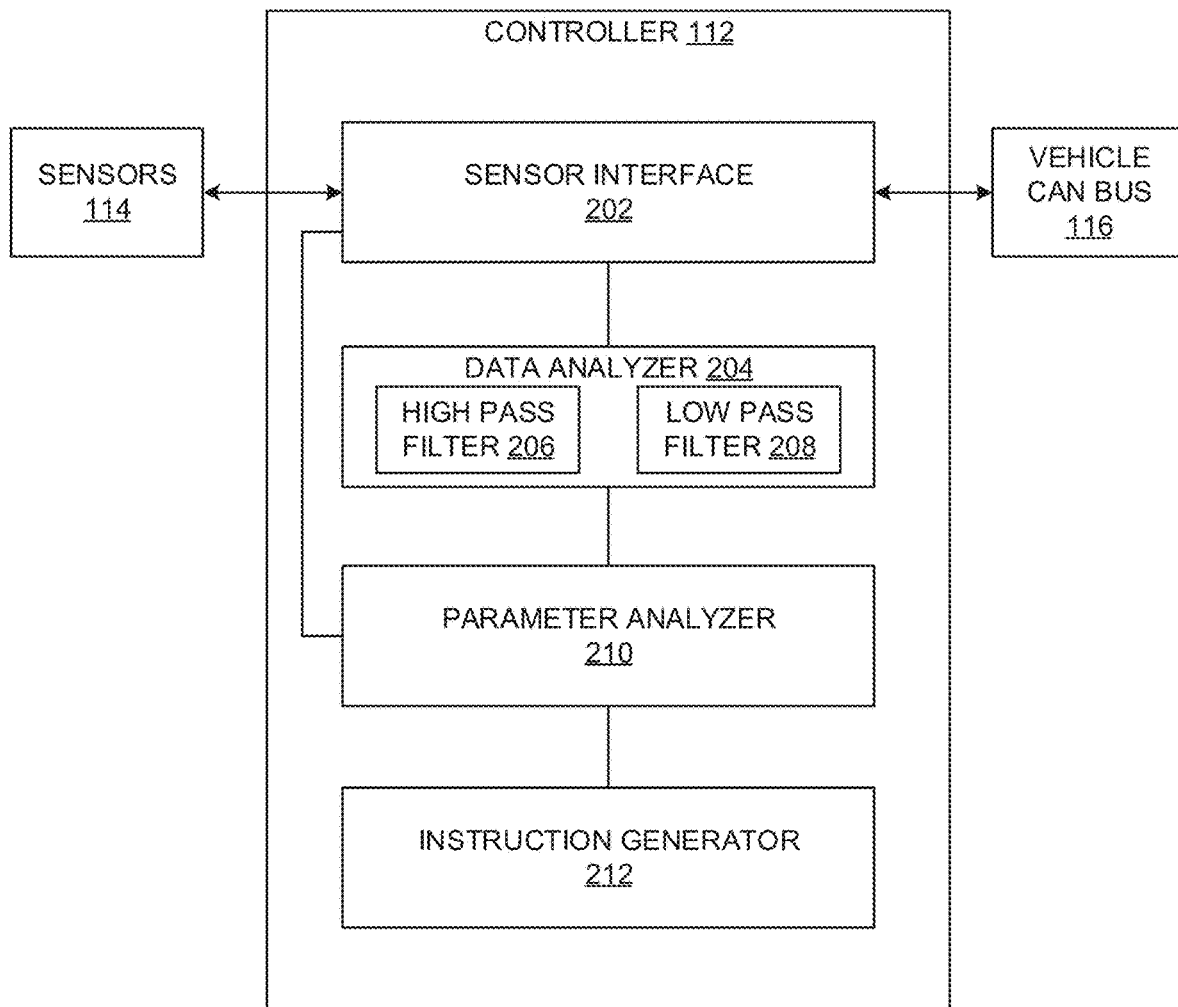 CONTROLLER 112
SENSORS
114
SENSOR INTERFACE
202
VEHICLE
CAN BUS
116
DATA ANALYZER 204
HIGH PASS
FILTER 206
LOW PASS
FILTER 208
PARAMETER ANALYZER
210
INSTRUCTION GENERATOR
212